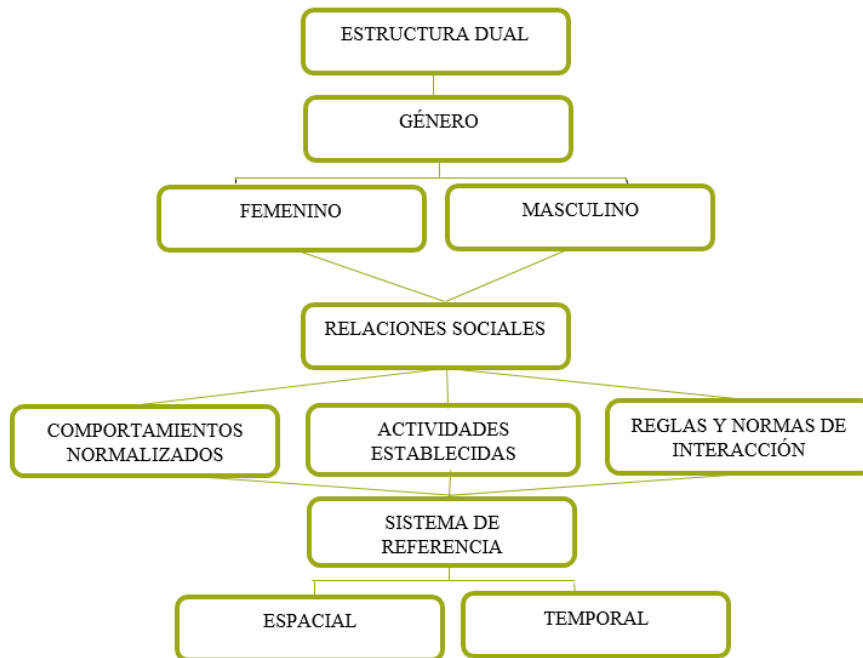 ESTRUCTURA DUAL
GÉNERO
FEMENINO
MASCULINO
RELACIONES SOCIALES
COMPORTAMIENTOS
NORMALIZADOS
ACTIVIDADES
ESTABLECIDAS
REGLAS Y NORMAS DE
INTERACCIÓN
SISTEMA DE
REFERENCIA
ESPACIAL
TEMPORAL